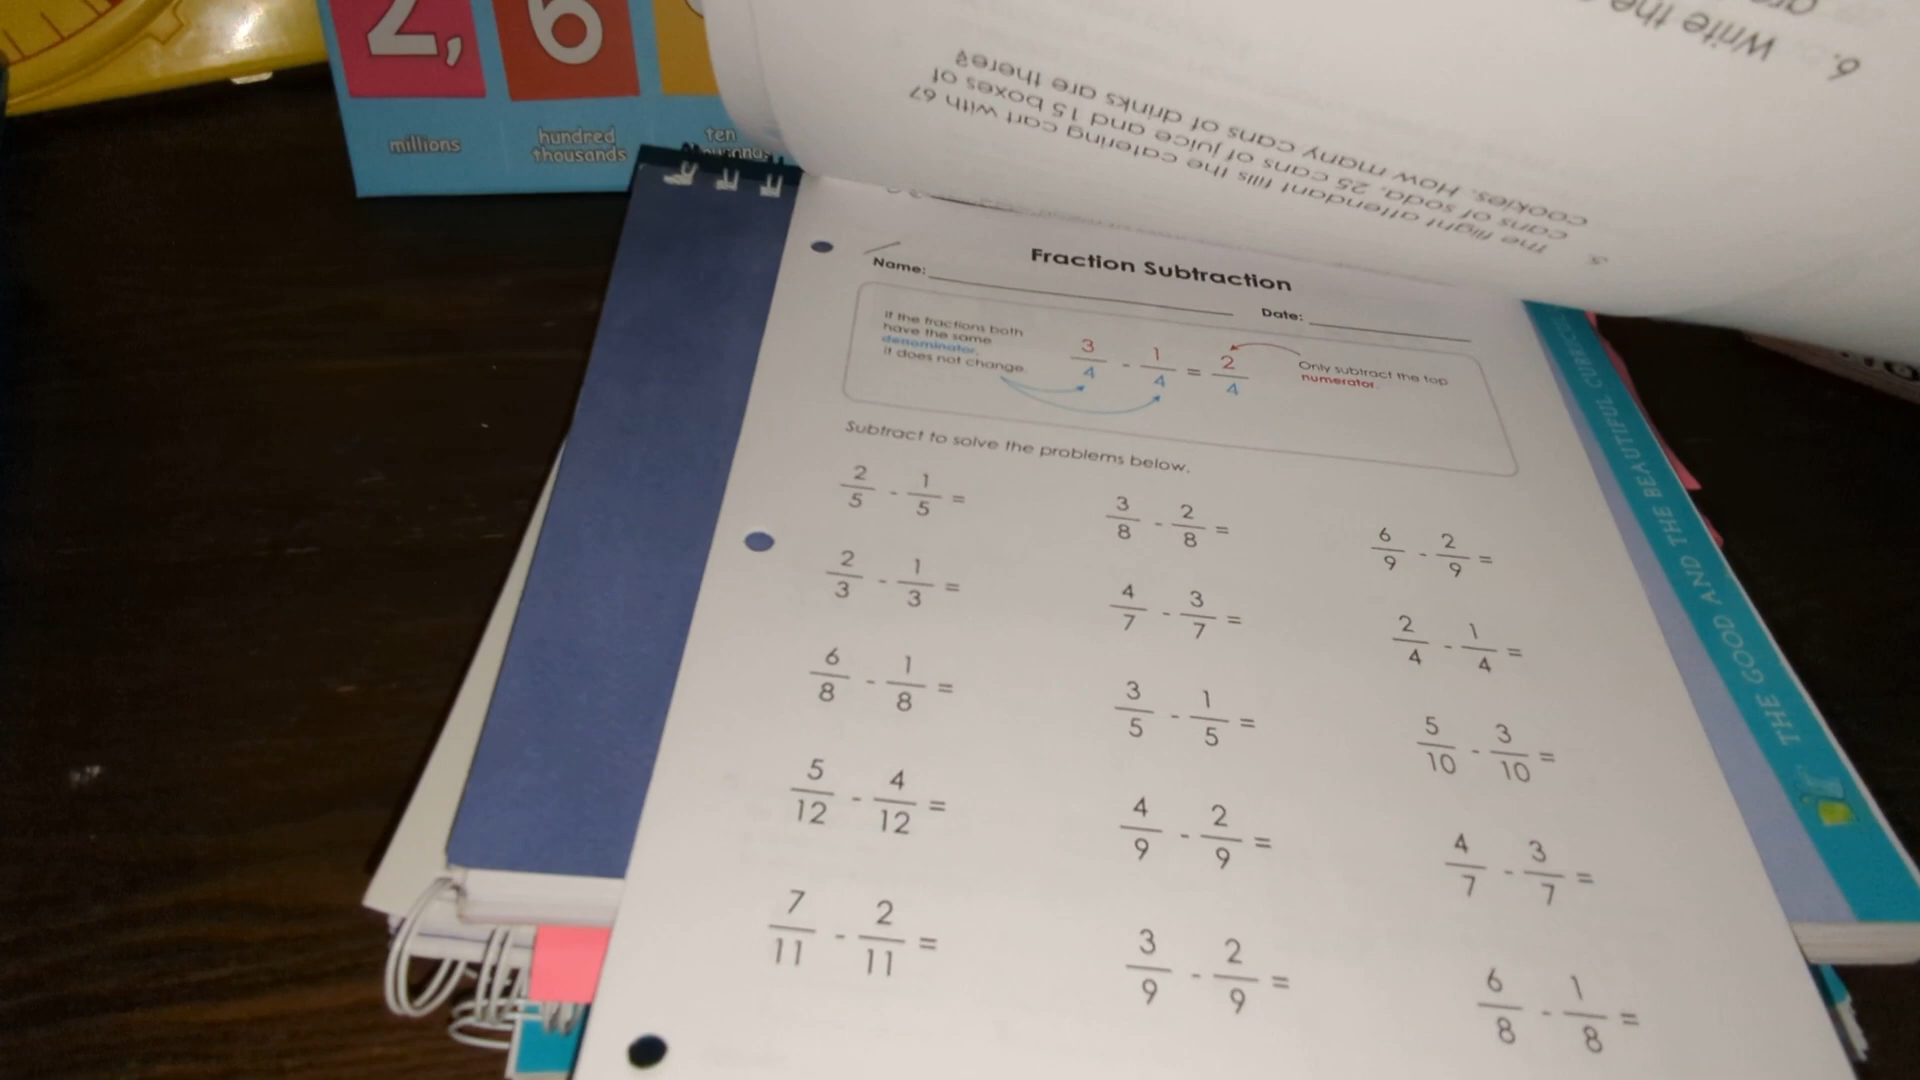 2, 6
millions
hundred
thousands
ten
6. Write the
5. The flight attendant fills the catering cart with 67
cans of soda, 25 cans of juice and 15 boxes of
cookies. How many cans of drinks are there?
Fraction Subtraction
Name: Date:
If the fractions both
have the same
denominator,
it does not change.
3/4 - 1/4 = 2/4
Only subtract the top
numerator.
Subtract to solve the problems below.
2/5 - 1/5 = 3/8 - 2/8 = 6/9 - 2/9 =
2/3 - 1/3 = 4/7 - 3/7 = 2/4 - 1/4 =
6/8 - 1/8 = 3/5 - 1/5 = 5/10 - 3/10 =
5/12 - 4/12 = 4/9 - 2/9 = 4/7 - 3/7 =
7/11 - 2/11 = 3/9 - 2/9 = 6/8 - 1/8 =
THE GOOD AND THE BEAUTIFUL